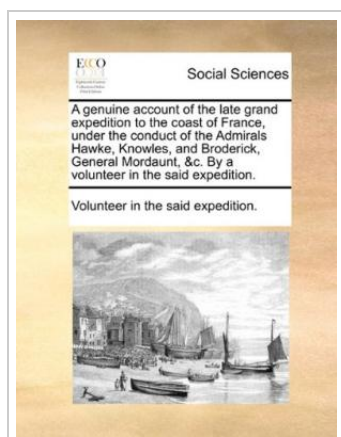 ECCO
Social Sciences
A genuine account of the late grand
expedition to the coast of France,
under the conduct of the Admirals
Hawke, Knowles, and Broderick,
General Mordaunt, &c. By a
volunteer in the said expedition.
Volunteer in the said expedition.